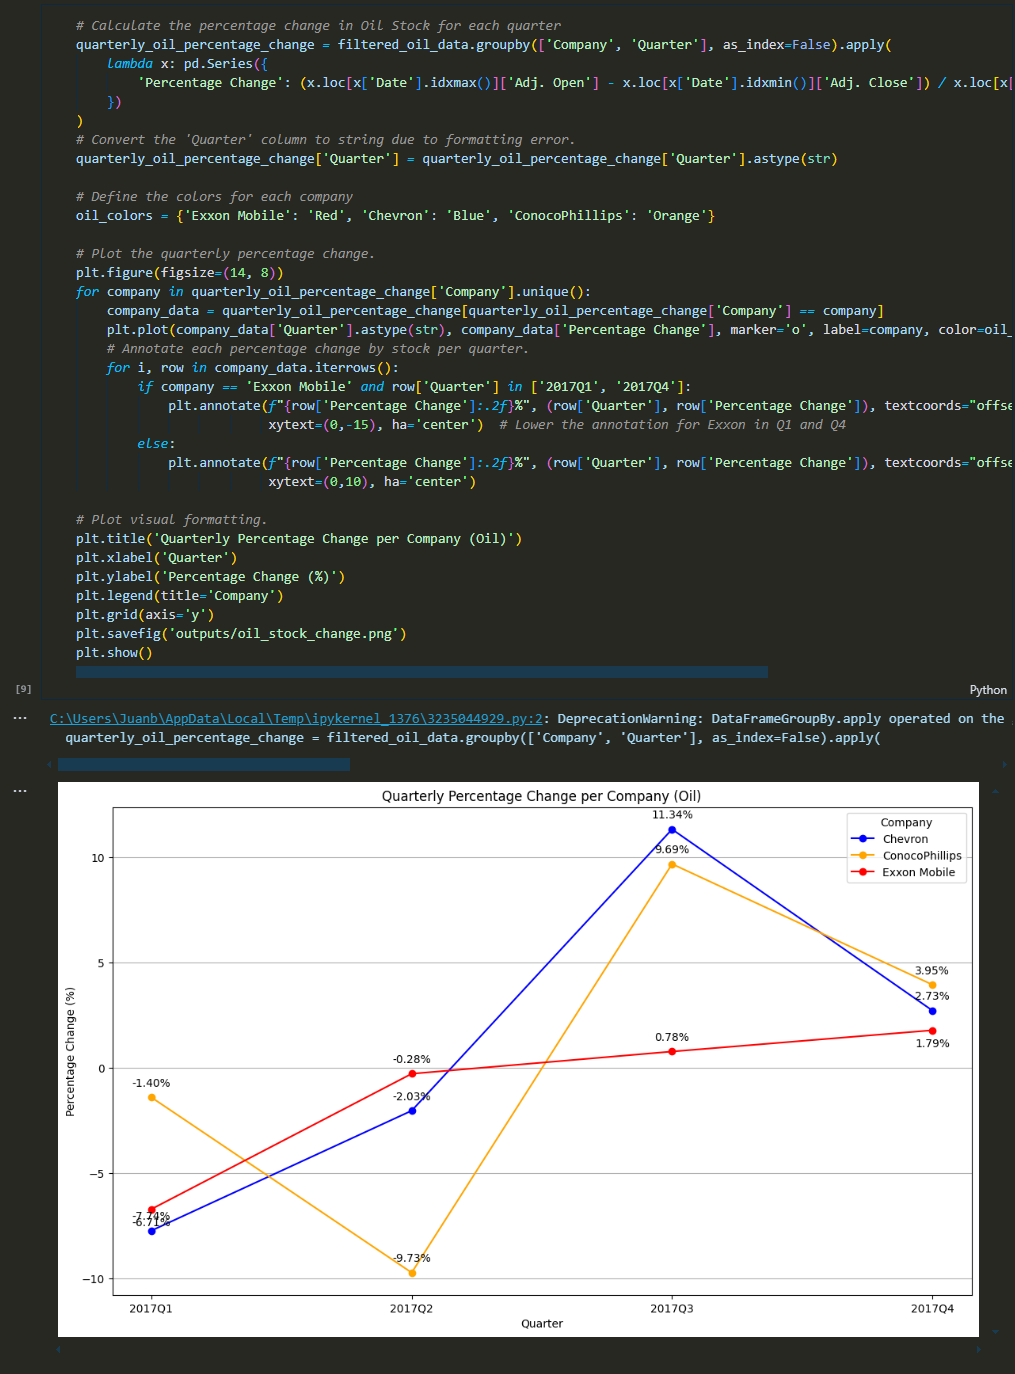 # Calculate the percentage change in Oil Stock for each quarter
quarterly_oil_percentage_change = filtered_oil_data.groupby(['Company', 'Quarter'], as_index=False).apply(
lambda x: pd.Series({
'Percentage Change': (x.loc[x['Date'].idxmax()]['Adj. Open'] - x.loc[x['Date'].idxmin()]['Adj. Close']) / x.loc[x[
})
)
# Convert the 'Quarter' column to string due to formatting error.
quarterly_oil_percentage_change['Quarter'] = quarterly_oil_percentage_change['Quarter'].astype(str)
# Define the colors for each company
oil_colors = {'Exxon Mobile': 'Red', 'Chevron': 'Blue', 'ConocoPhillips': 'Orange'}
# Plot the quarterly percentage change.
plt.figure(figsize=(14, 8))
for company in quarterly_oil_percentage_change['Company'].unique():
company_data = quarterly_oil_percentage_change[quarterly_oil_percentage_change['Company'] == company]
plt.plot(company_data['Quarter'].astype(str), company_data['Percentage Change'], marker='o', label=company, color=oil_
# Annotate each percentage change by stock per quarter.
for i, row in company_data.iterrows():
if company == 'Exxon Mobile' and row['Quarter'] in ['2017Q1', '2017Q4']:
plt.annotate(f"{row['Percentage Change']:.2f}%", (row['Quarter'], row['Percentage Change']), textcoords="offse
xytext=(0,-15), ha='center')  # Lower the annotation for Exxon in Q1 and Q4
else:
plt.annotate(f"{row['Percentage Change']:.2f}%", (row['Quarter'], row['Percentage Change']), textcoords="offse
xytext=(0,10), ha='center')
# Plot visual formatting.
plt.title('Quarterly Percentage Change per Company (Oil)')
plt.xlabel('Quarter')
plt.ylabel('Percentage Change (%)')
plt.legend(title='Company')
plt.grid(axis='y')
plt.savefig('outputs/oil_stock_change.png')
plt.show()
[9]
Python
C:\Users\Juanb\AppData\Local\Temp\ipykernel_1376\3235044929.py:2: DeprecationWarning: DataFrameGroupBy.apply operated on the
quarterly_oil_percentage_change = filtered_oil_data.groupby(['Company', 'Quarter'], as_index=False).apply(
Quarterly Percentage Change per Company (Oil)
11.34%
Company
Chevron
ConocoPhillips
Exxon Mobile
9.69%
10
5
3.95%
2.73%
1.79%
0.78%
-0.28%
0
-1.40%
-2.03%
Percentage Change (%)
−5
-7.74%
-6.71%
-9.73%
−10
2017Q1
2017Q2
2017Q3
2017Q4
Quarter